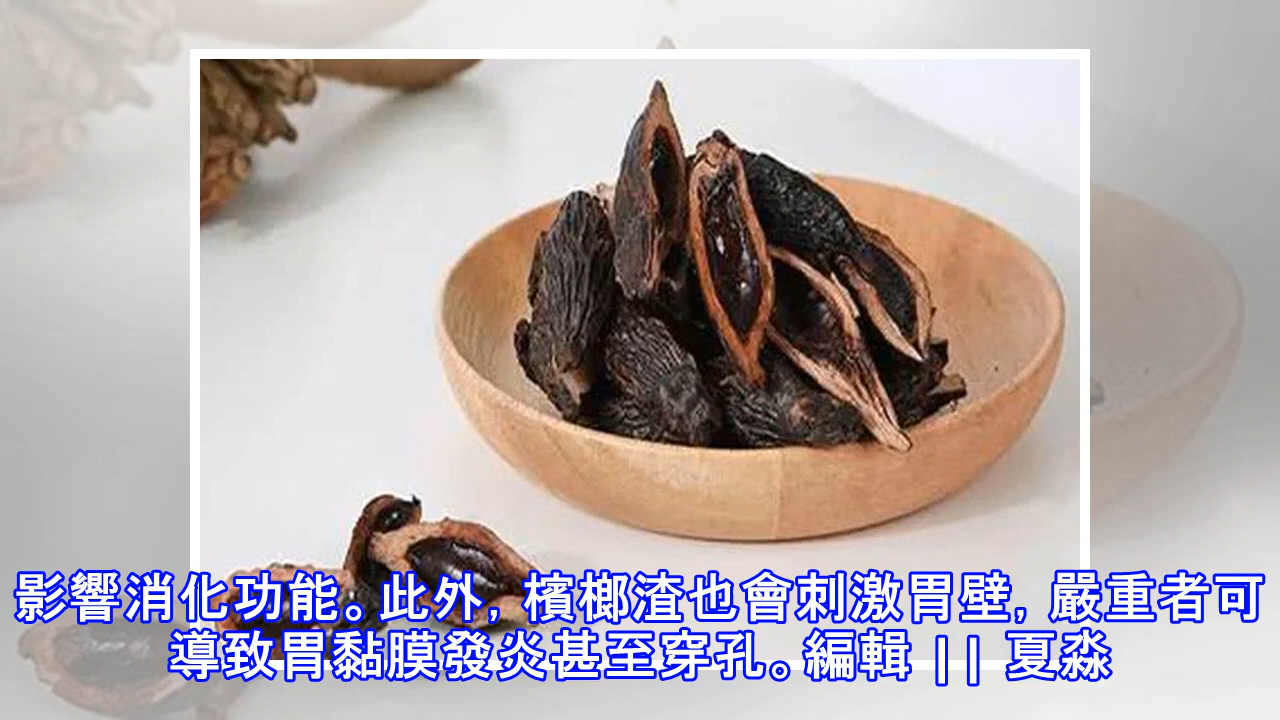 影響消化功能。此外，檳榔渣也會刺激胃壁，嚴重者可
導致胃黏膜發炎甚至穿孔。編輯 || 夏淼